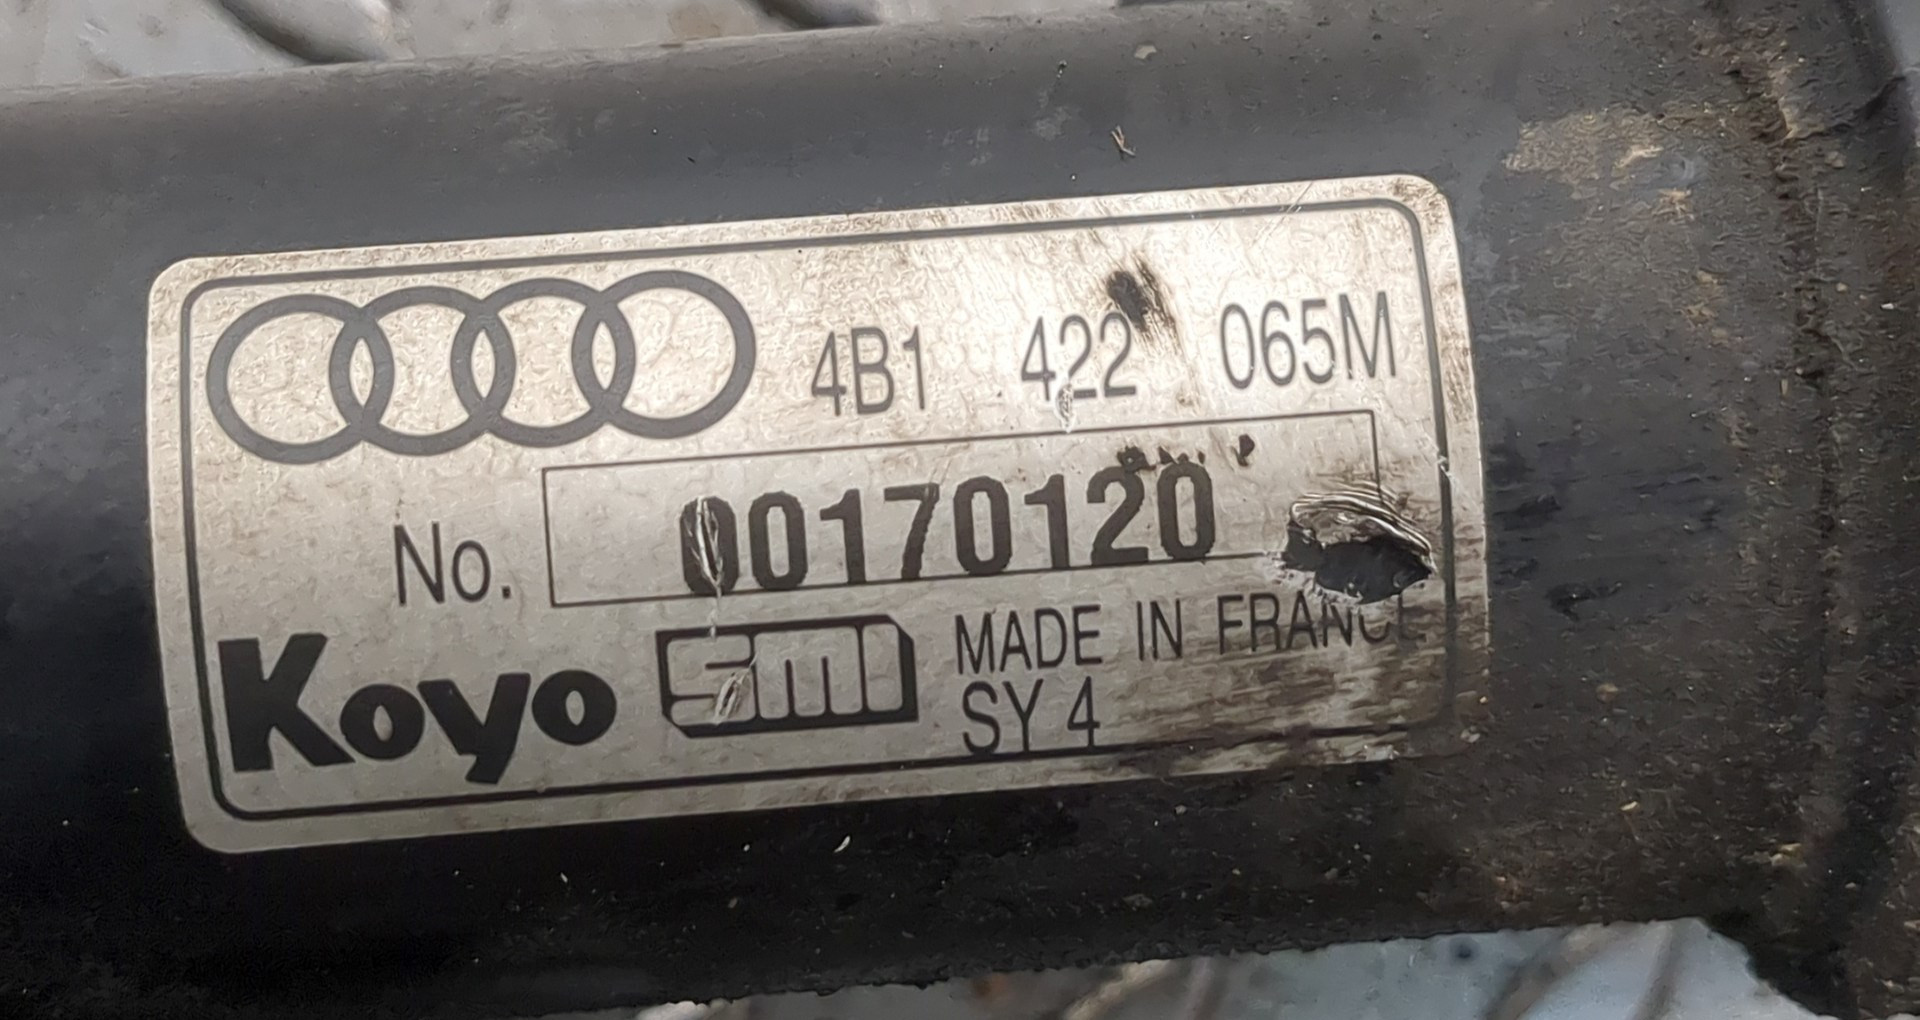 4B1 422 065M
No. 00170120
Koyo SMI MADE IN FRANCE
SY 4